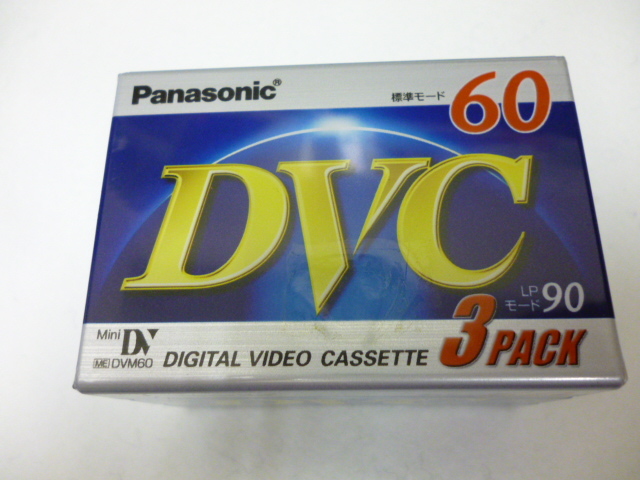 Panasonic®
標準モード 60
DVC
LP
モード 90
Mini DV
ME DVM60
DIGITAL VIDEO CASSETTE
3 PACK